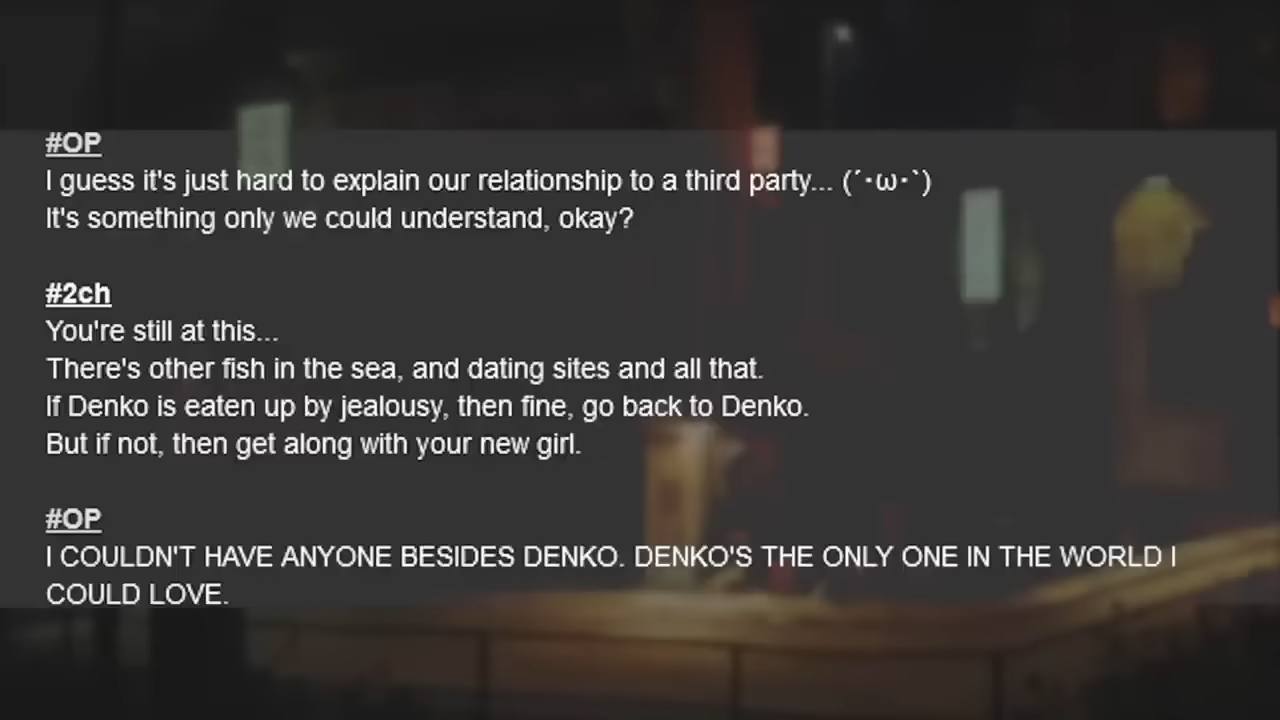 #OP
I guess it's just hard to explain our relationship to a third party... (´･ω･`)
It's something only we could understand, okay?
#2ch
You're still at this...
There's other fish in the sea, and dating sites and all that.
If Denko is eaten up by jealousy, then fine, go back to Denko.
But if not, then get along with your new girl.
#OP
I COULDN'T HAVE ANYONE BESIDES DENKO. DENKO'S THE ONLY ONE IN THE WORLD I
COULD LOVE.